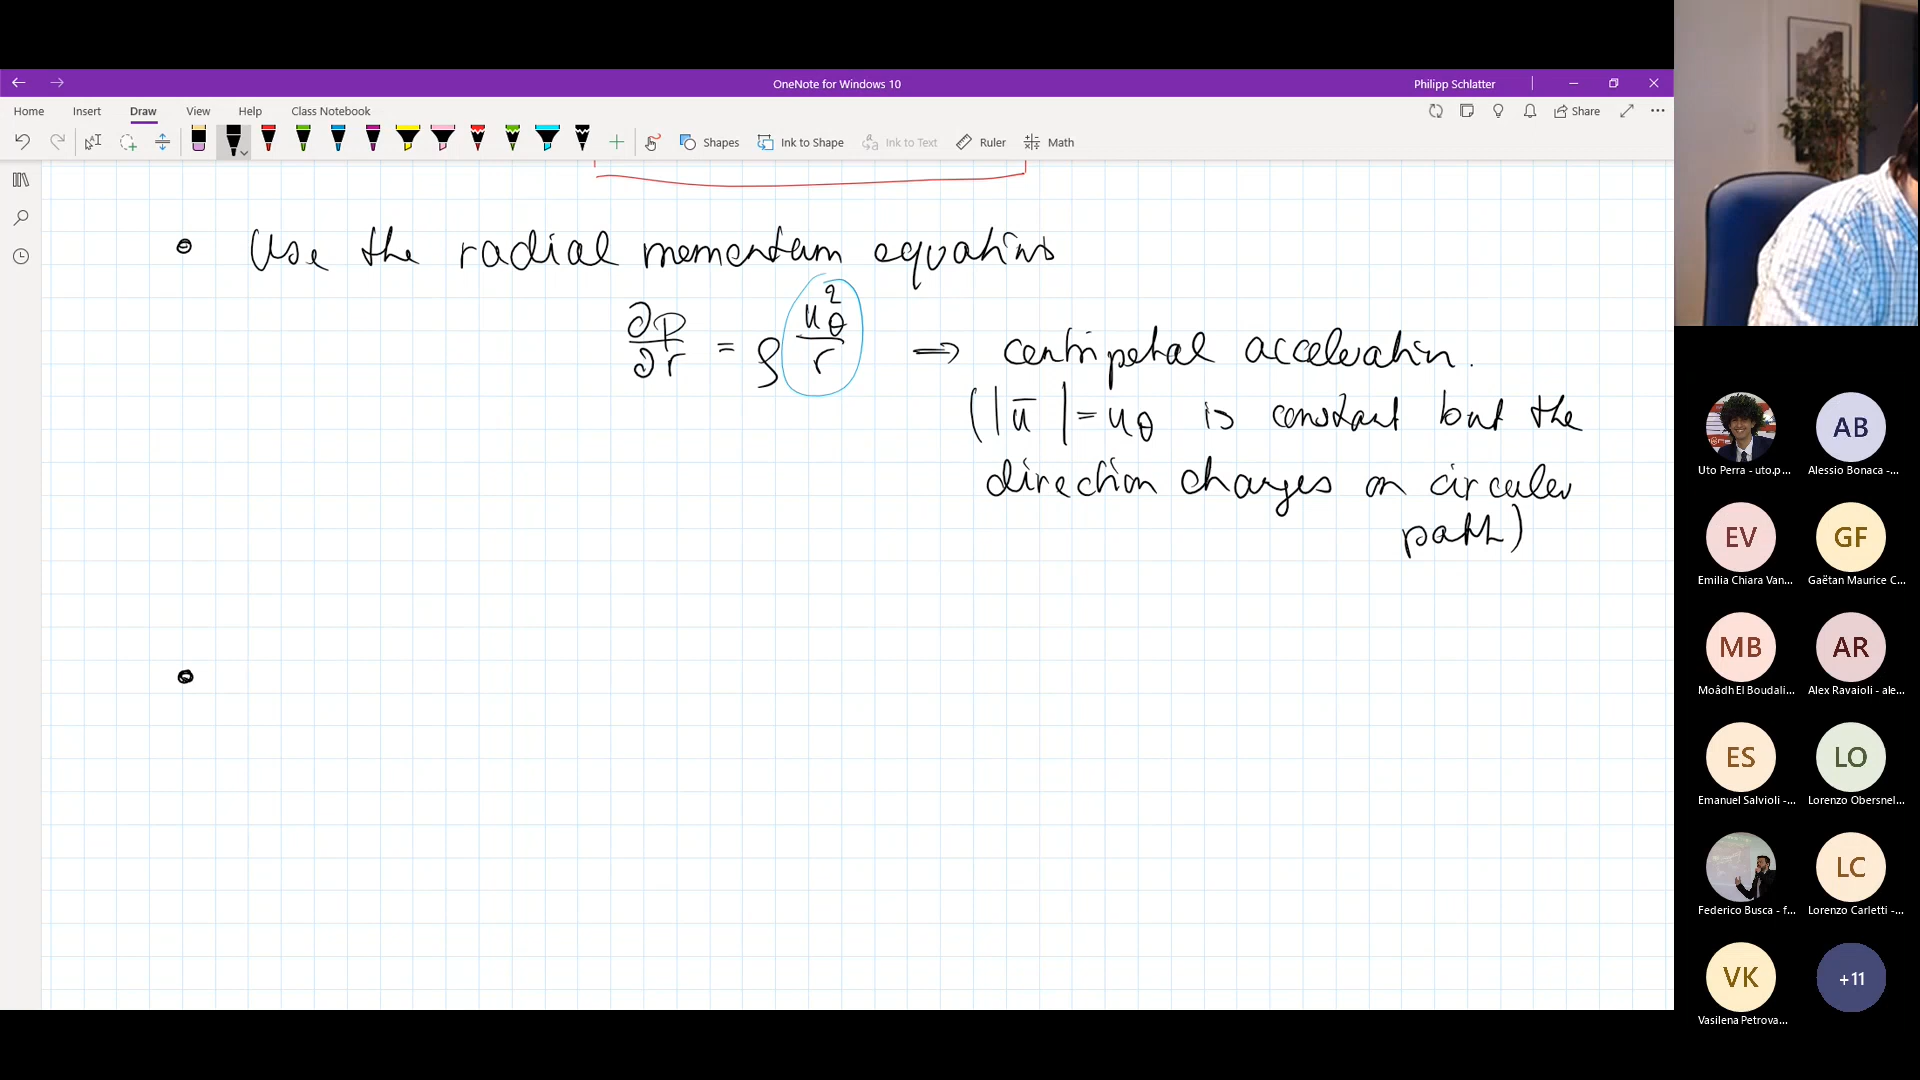 OneNote for Windows 10
Philipp Schlatter
Home Insert Draw View Help Class Notebook
Share
Shapes Ink to Shape Ink to Text Ruler Math
• Use the radial momentum equations
∂p/∂r = ρ u_θ²/r ⇒ centripetal acceleration.
(|ū| = u_θ is constant but the
direction changes on circular
path)
•
Uto Perra - uto.p...
AB
Alessio Bonaca -...
EV
Emilia Chiara Van...
GF
Gaëtan Maurice C...
MB
Moâdh El Boudali...
AR
Alex Ravaioli - ale...
ES
Emanuel Salvioli -...
LO
Lorenzo Obersnel...
Federico Busca - f...
LC
Lorenzo Carletti -...
VK
Vasilena Petrova...
+11